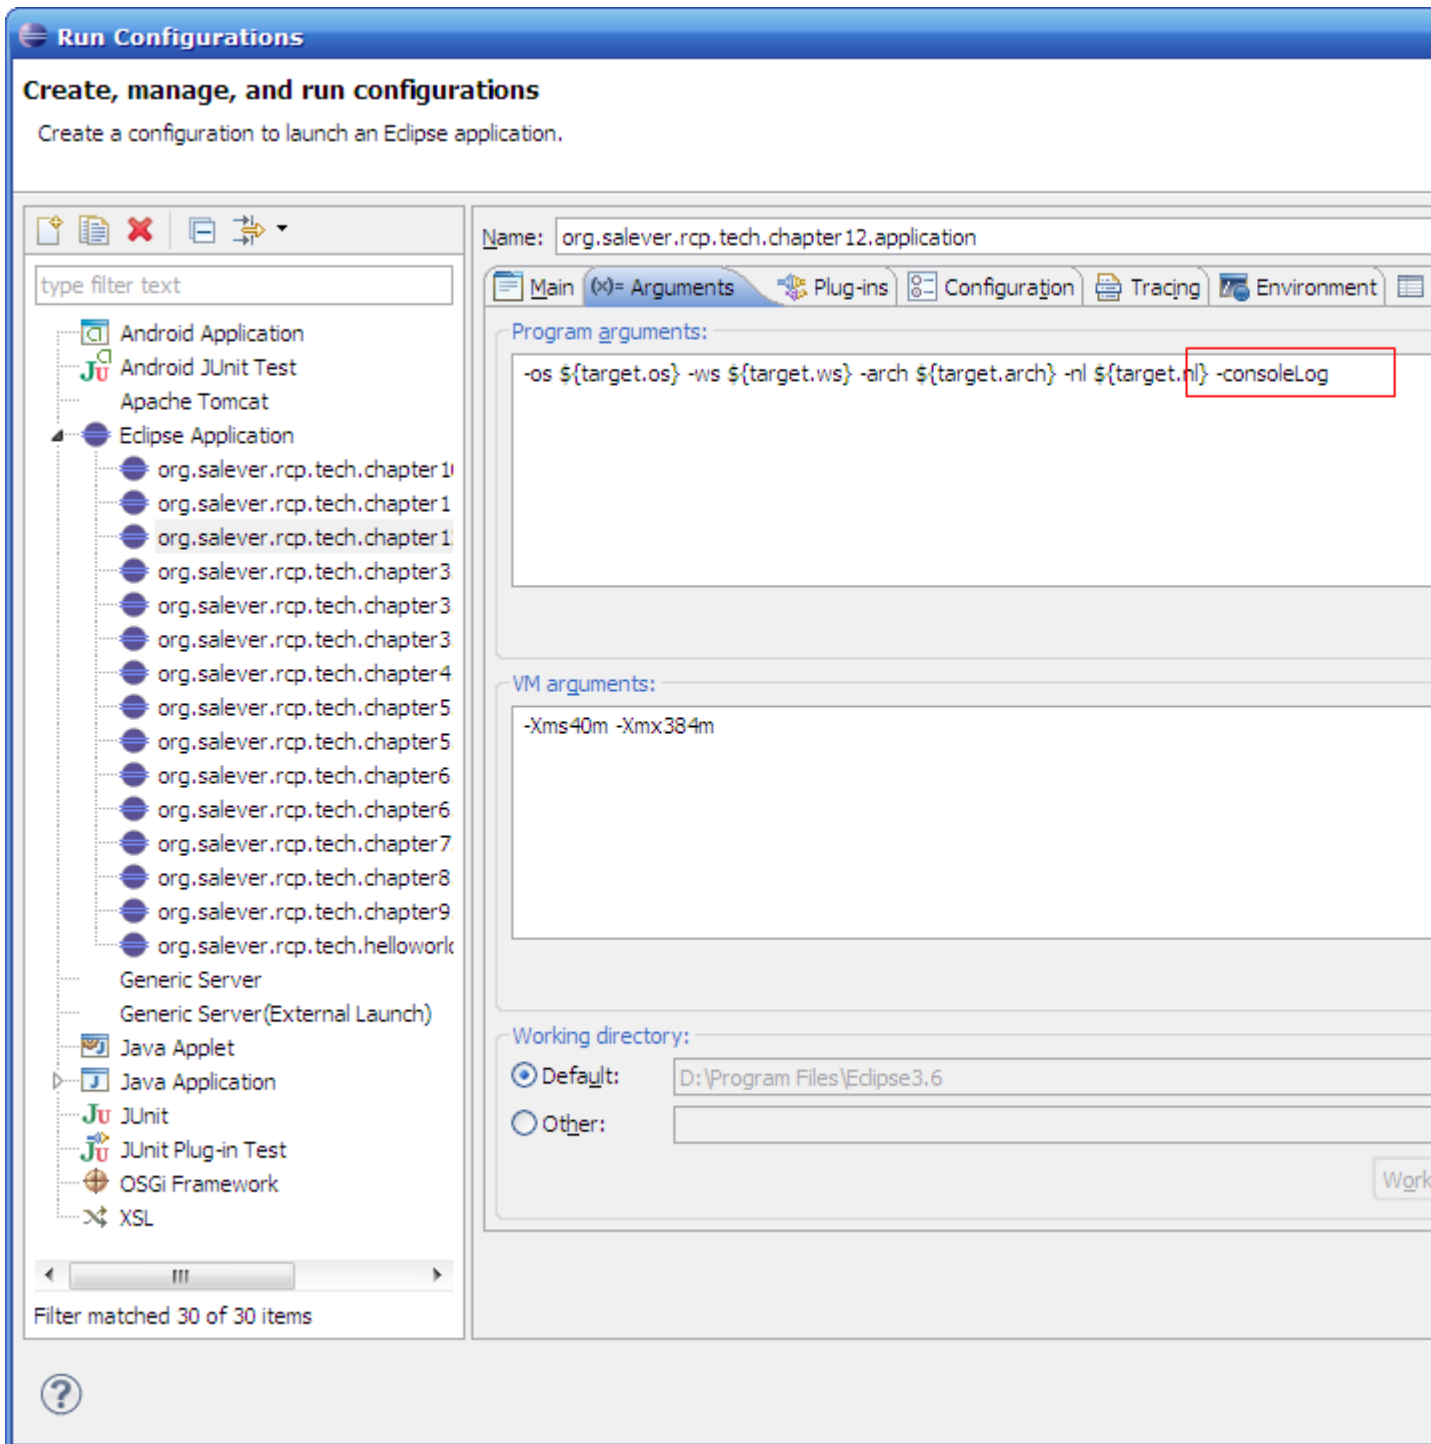 Run Configurations
Create, manage, and run configurations
Create a configuration to launch an Eclipse application.
type filter text
Android Application
Android JUnit Test
Apache Tomcat
Eclipse Application
org.salever.rcp.tech.chapter1
org.salever.rcp.tech.chapter1
org.salever.rcp.tech.chapter1
org.salever.rcp.tech.chapter3
org.salever.rcp.tech.chapter3
org.salever.rcp.tech.chapter3
org.salever.rcp.tech.chapter4
org.salever.rcp.tech.chapter5
org.salever.rcp.tech.chapter5
org.salever.rcp.tech.chapter6
org.salever.rcp.tech.chapter6
org.salever.rcp.tech.chapter7
org.salever.rcp.tech.chapter8
org.salever.rcp.tech.chapter9
org.salever.rcp.tech.helloworld
Generic Server
Generic Server(External Launch)
Java Applet
Java Application
JUnit
JUnit Plug-in Test
OSGi Framework
XSL
Filter matched 30 of 30 items
Name: org.salever.rcp.tech.chapter12.application
Main (x)= Arguments Plug-ins Configuration Tracing Environment
Program arguments:
-os ${target.os} -ws ${target.ws} -arch ${target.arch} -nl ${target.nl} -consoleLog
VM arguments:
-Xms40m -Xmx384m
Working directory:
Default: D:\Program Files\Eclipse3.6
Other:
Work